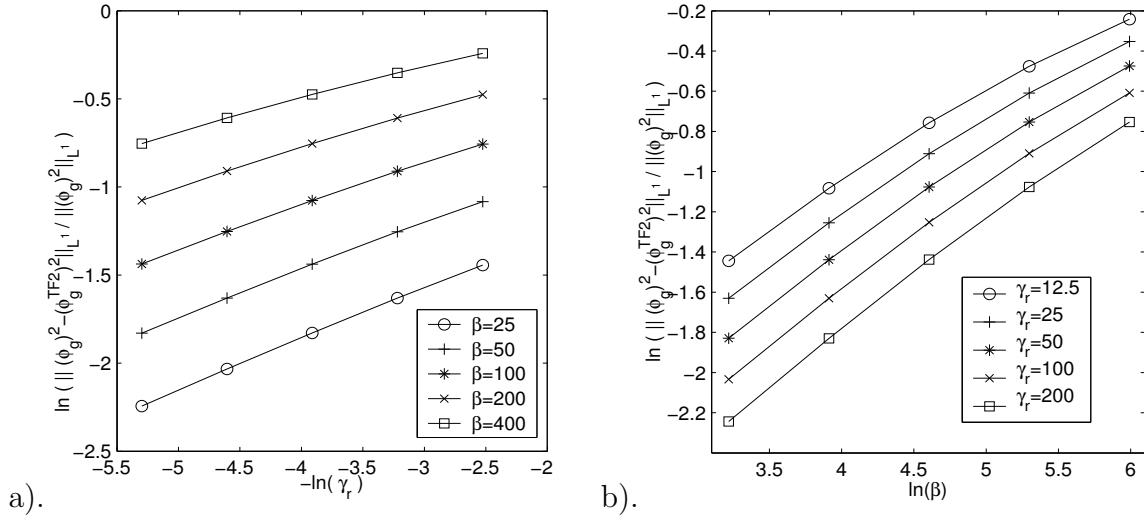 0
−0.5
−1
−1.5
−2
−2.5
−5.5 −5 −4.5 −4 −3.5 −3 −2.5 −2
−ln( γr)
ln ( || (ϕg)²−(ϕgTF2)²||L¹ / ||(ϕg)²||L¹ )
β=25
β=50
β=100
β=200
β=400
a).
−0.2
−0.4
−0.6
−0.8
−1
−1.2
−1.4
−1.6
−1.8
−2
−2.2
3.5 4 4.5 5 5.5 6
ln(β)
ln ( || (ϕg)²−(ϕgTF2)²||L¹ / ||(ϕg)²||L¹ )
γr=12.5
γr=25
γr=50
γr=100
γr=200
b).